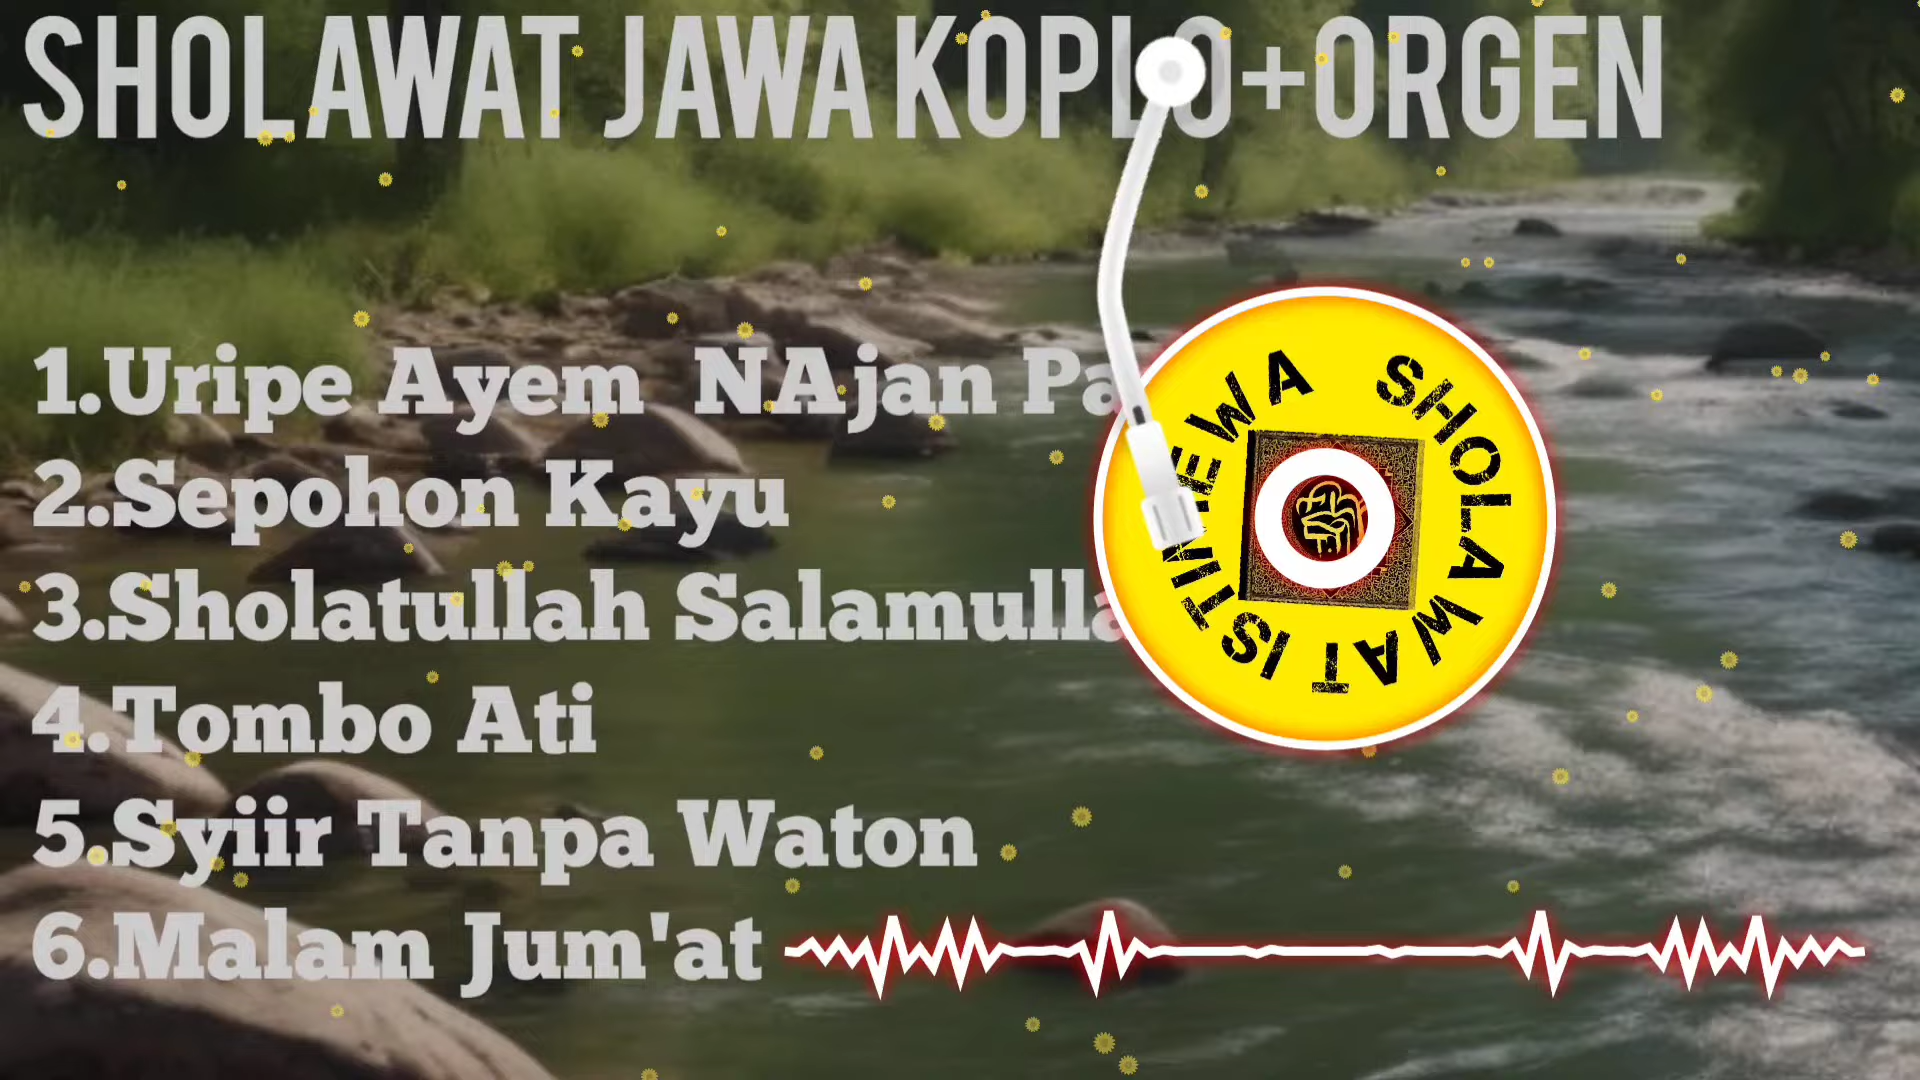 SHOLAWAT JAWA KOPLO+ORGEN
1.Uripe Ayem NAjan Pa
2.Sepohon Kayu
3.Sholatullah Salamulla
4.Tombo Ati
5.Syiir Tanpa Waton
6.Malam Jum'at
SHOLAWAT ISTIMEWA